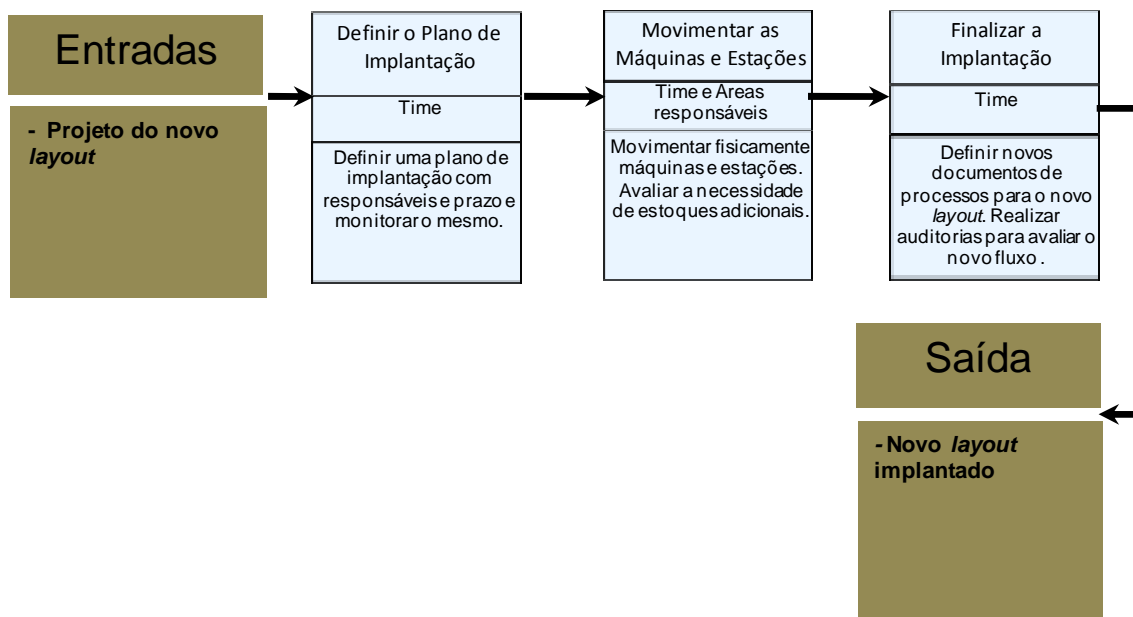 Entradas
- Projeto do novo
layout
Definir o Plano de
Implantação
Time
Definir uma plano de
implantação com
responsáveis e prazo e
monitorar o mesmo.
Movimentar as
Máquinas e Estações
Time e Areas
responsáveis
Movimentar fisicamente
máquinas e estações.
Avaliar a necessidade
de estoques adicionais.
Finalizar a
Implantação
Time
Definir novos
documentos de
processos para o novo
layout. Realizar
auditorias para avaliar o
novo fluxo .
Saída
- Novo layout
implantado